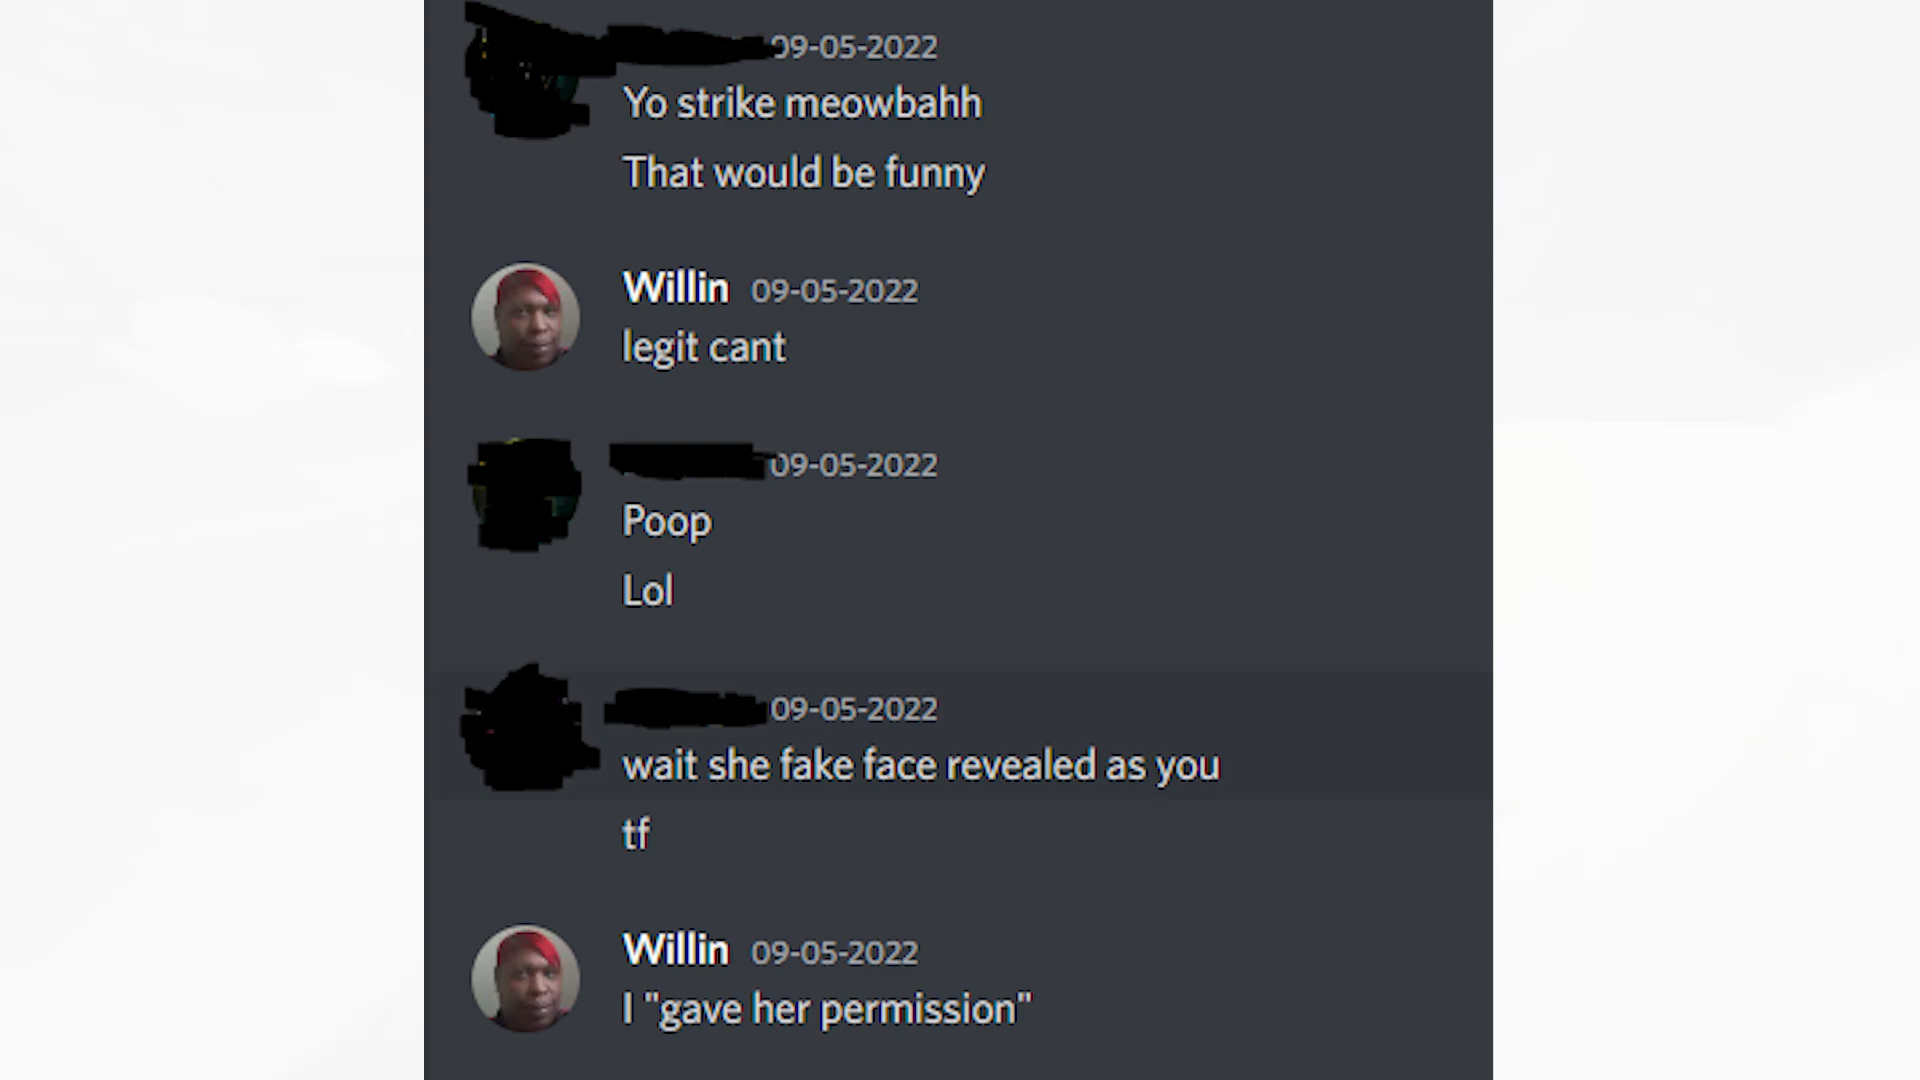 09-05-2022
Yo strike meowbahh
That would be funny
Willin 09-05-2022
legit cant
09-05-2022
Poop
Lol
09-05-2022
wait she fake face revealed as you
tf
Willin 09-05-2022
I "gave her permission"